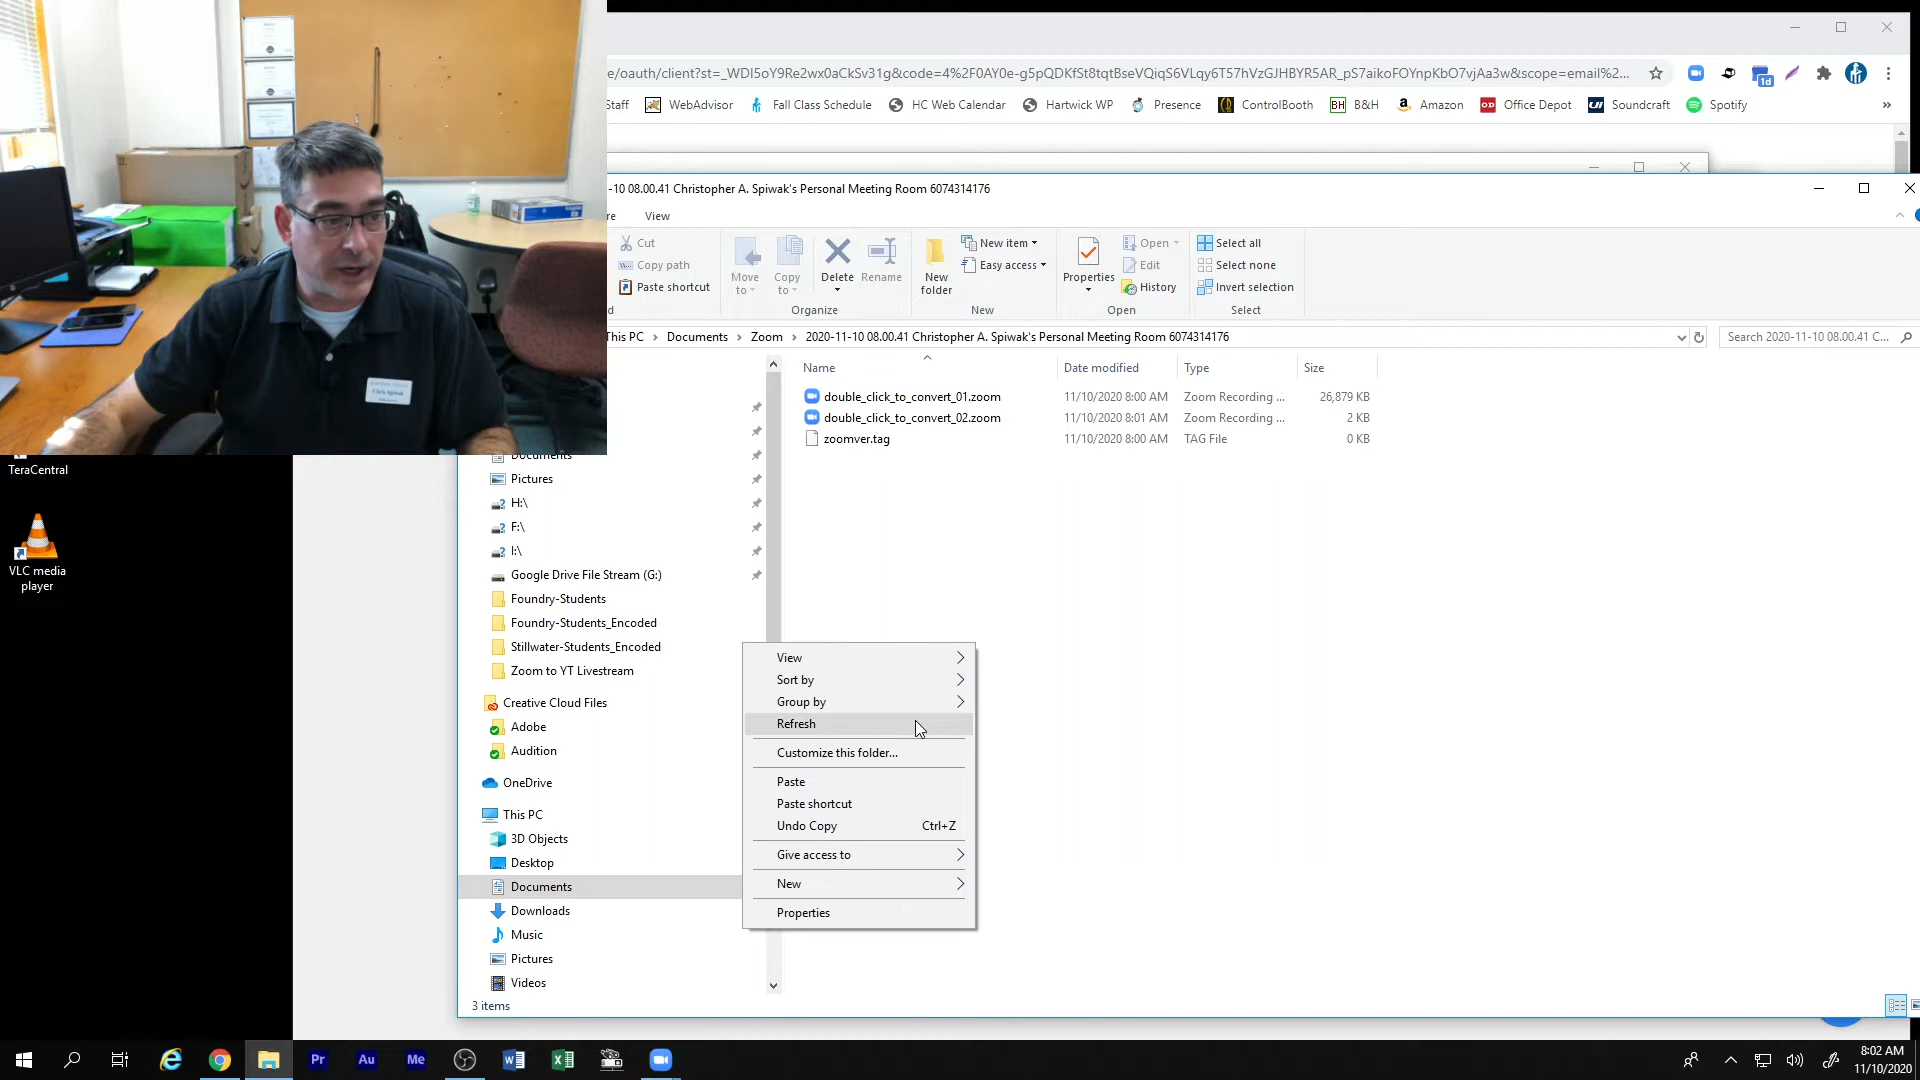 e/oauth/client?st=_WDI5oY9Re2wx0aCkSv31g&code=4%2F0AY0e-g5pQDKfSt8tqtBseVQiqS6VLqy6T57hVzGJHBYR5AR_pS7aikoFOYnpKbO7vjAa3w&scope=email%2...
1d
Staff WebAdvisor Fall Class Schedule HC Web Calendar Hartwick WP Presence ControlBooth BH B&H Amazon OD Office Depot Soundcraft Spotify »
-10 08.00.41 Christopher A. Spiwak's Personal Meeting Room 6074314176
re View
Cut
Copy path
Paste shortcut
Move to
Copy to
Delete
Rename
Organize
New folder
New item
Easy access
New
Properties
Open
Edit
History
Open
Select all
Select none
Invert selection
Select
This PC > Documents > Zoom > 2020-11-10 08.00.41 Christopher A. Spiwak's Personal Meeting Room 6074314176
Search 2020-11-10 08.00.41 C...
Name Date modified Type Size
double_click_to_convert_01.zoom 11/10/2020 8:00 AM Zoom Recording ... 26,879 KB
double_click_to_convert_02.zoom 11/10/2020 8:01 AM Zoom Recording ... 2 KB
zoomver.tag 11/10/2020 8:00 AM TAG File 0 KB
TeraCentral
VLC media
player
Documents
Pictures
H:\
F:\
I:\
Google Drive File Stream (G:)
Foundry-Students
Foundry-Students_Encoded
Stillwater-Students_Encoded
Zoom to YT Livestream
Creative Cloud Files
Adobe
Audition
OneDrive
This PC
3D Objects
Desktop
Documents
Downloads
Music
Pictures
Videos
3 items
View
Sort by
Group by
Refresh
Customize this folder...
Paste
Paste shortcut
Undo Copy Ctrl+Z
Give access to
New
Properties
Pr Au Me
8:02 AM
11/10/2020